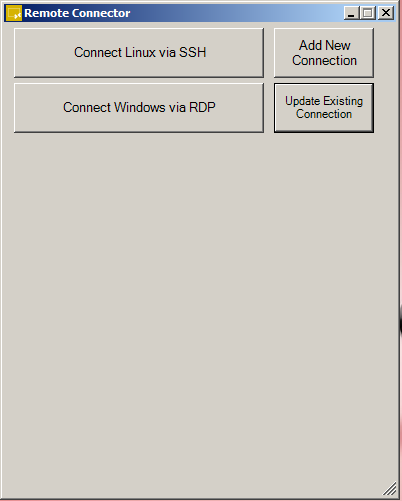 Remote Connector
Connect Linux via SSH
Add New
Connection
Connect Windows via RDP
Update Existing
Connection